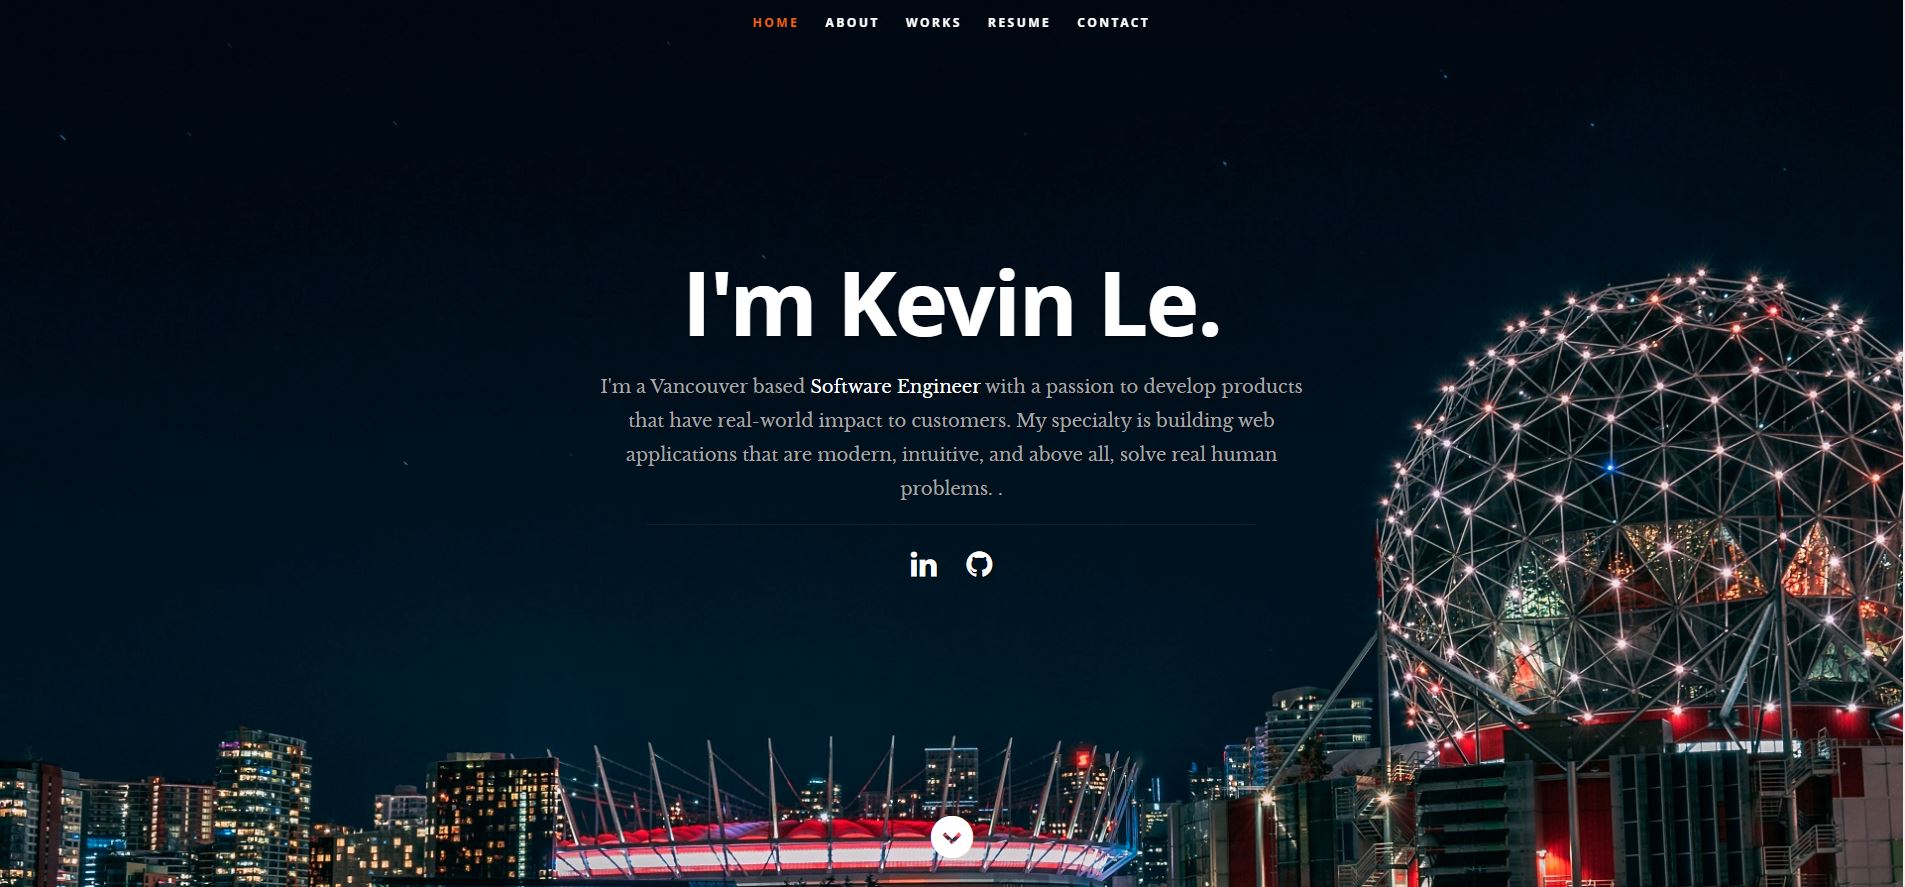 HOME ABOUT WORKS RESUME CONTACT
I'm Kevin Le.
I'm a Vancouver based Software Engineer with a passion to develop products
that have real-world impact to customers. My specialty is building web
applications that are modern, intuitive, and above all, solve real human
problems. .
in